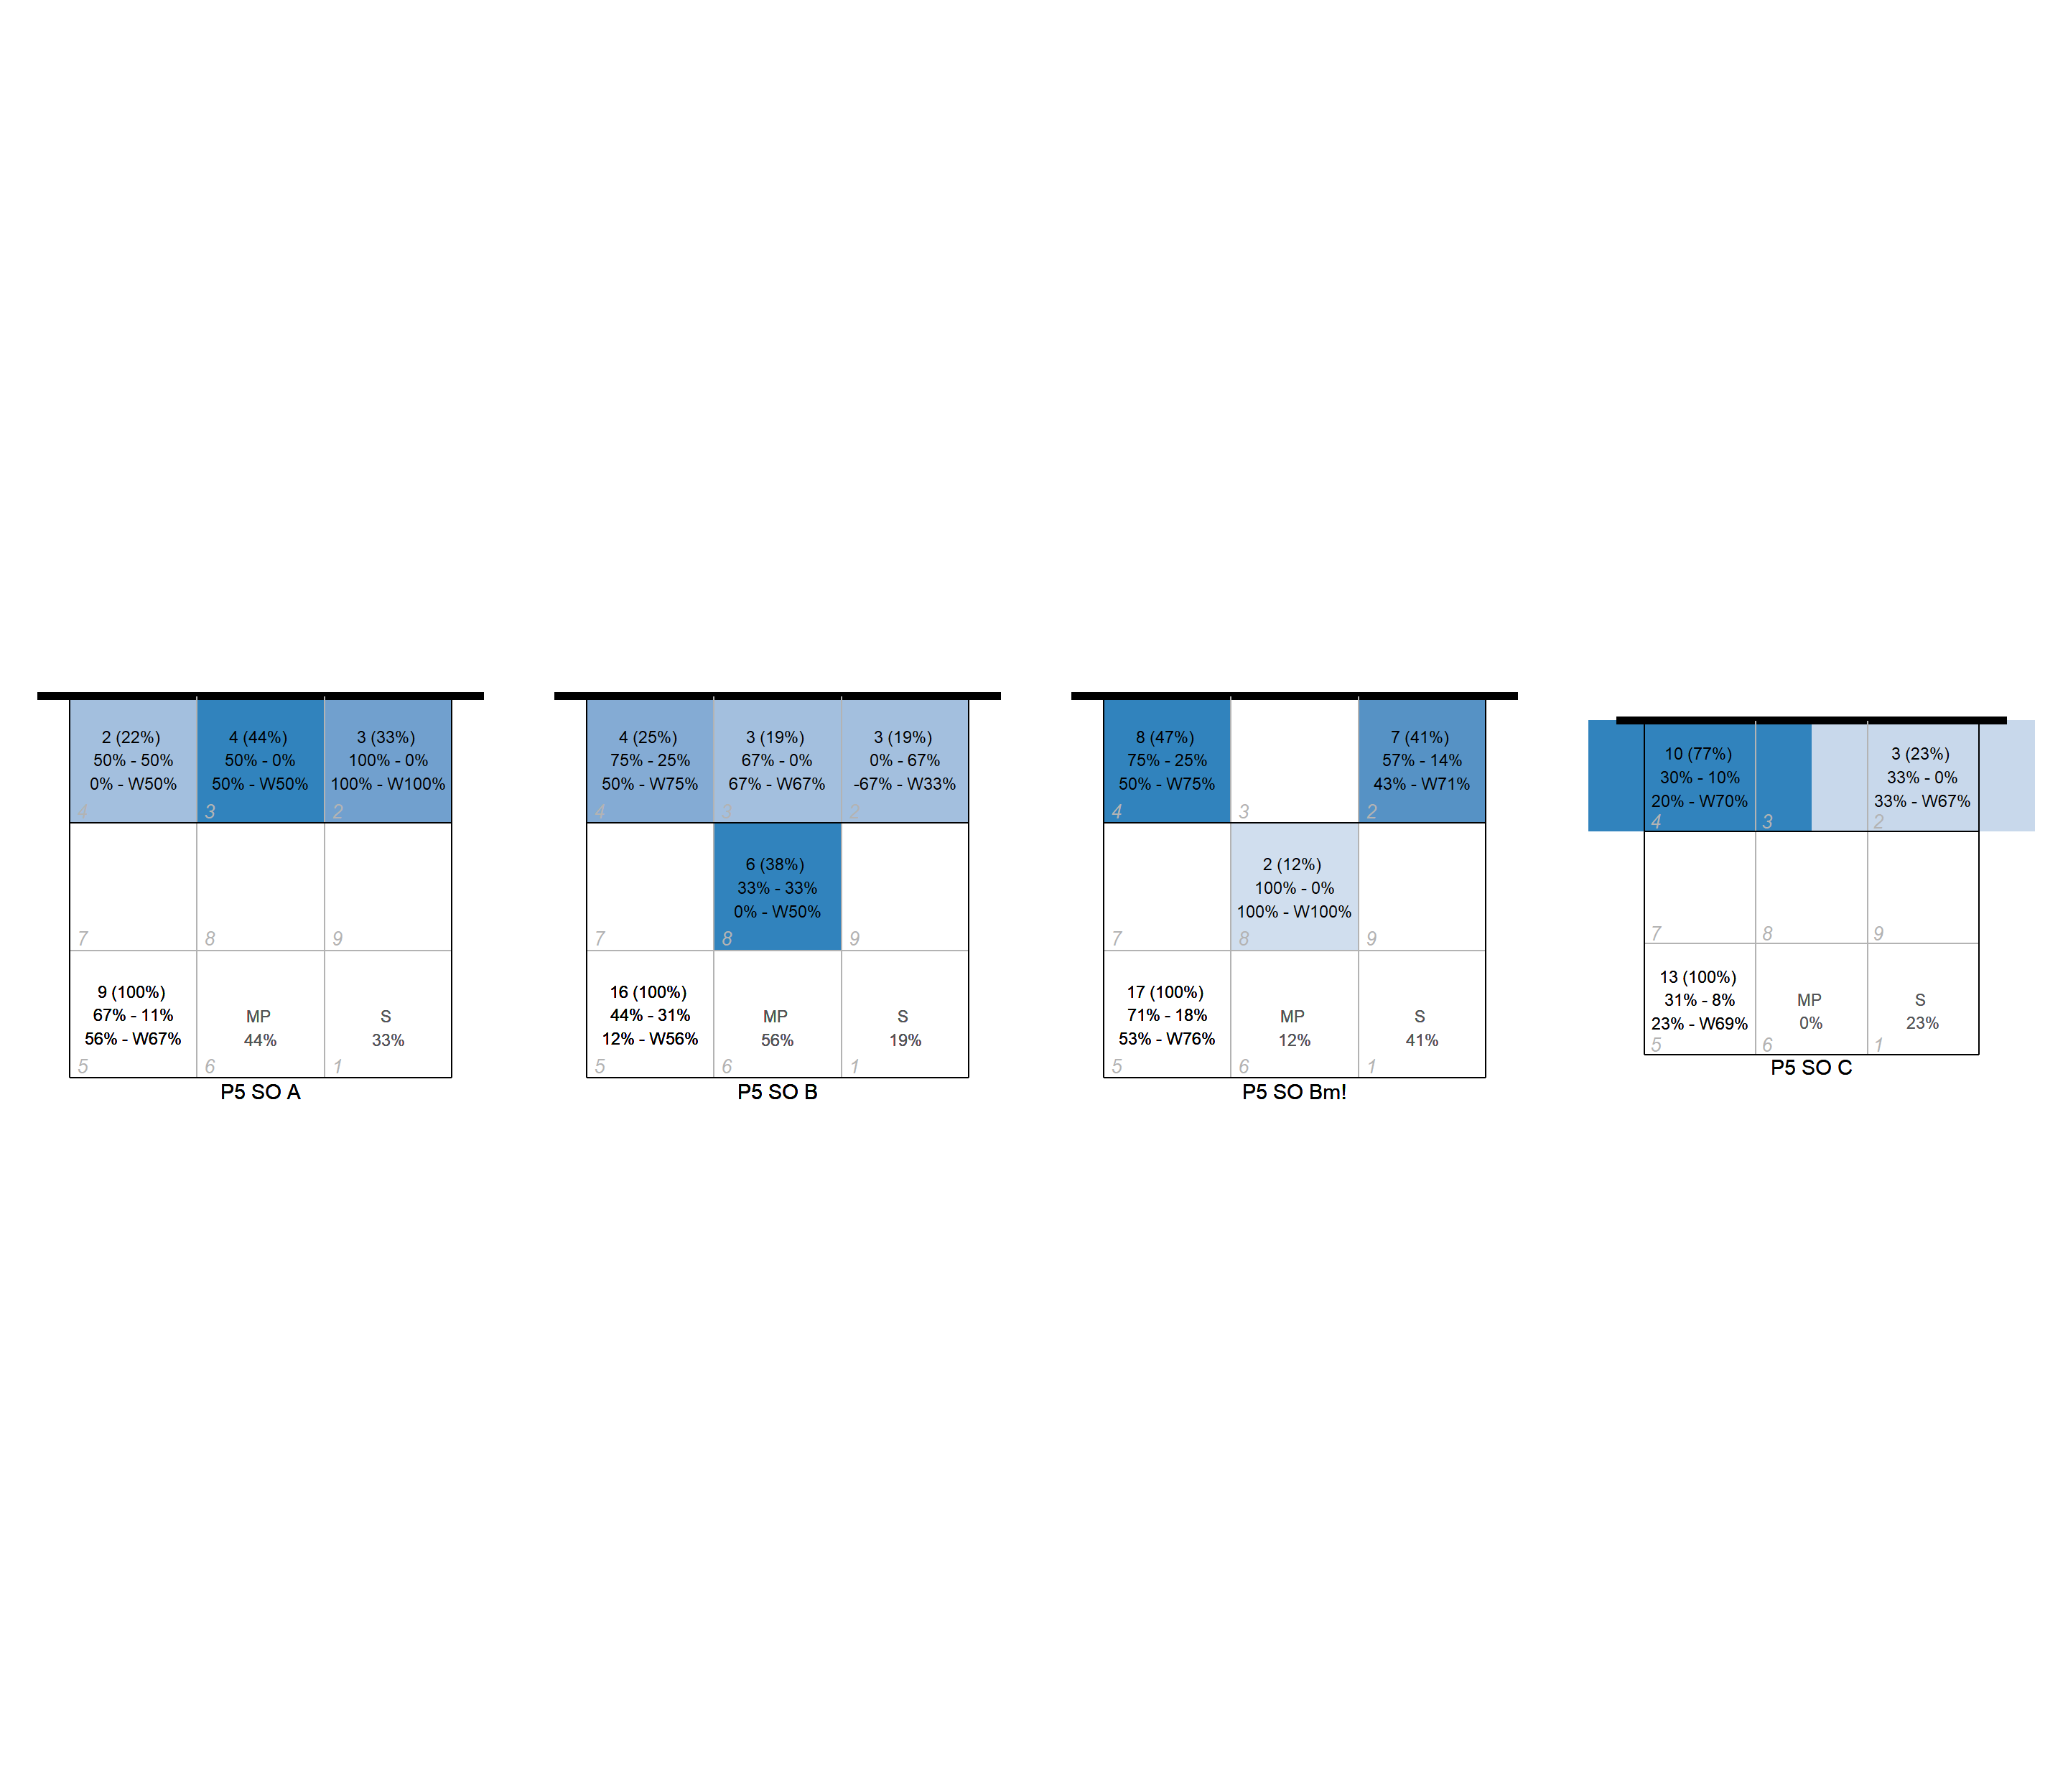 2 (22%)
50% - 50%
0% - W50%
4
4 (44%)
50% - 0%
50% - W50%
3
3 (33%)
100% - 0%
100% - W100%
2
7
8
9
9 (100%)
67% - 11%
56% - W67%
5
MP
44%
6
S
33%
1
P5 SO A
4 (25%)
75% - 25%
50% - W75%
4
3 (19%)
67% - 0%
67% - W67%
3
3 (19%)
0% - 67%
-67% - W33%
2
7
6 (38%)
33% - 33%
0% - W50%
8
9
16 (100%)
44% - 31%
12% - W56%
5
MP
56%
6
S
19%
1
P5 SO B
8 (47%)
75% - 25%
50% - W75%
4
3
7 (41%)
57% - 14%
43% - W71%
2
7
2 (12%)
100% - 0%
100% - W100%
8
9
17 (100%)
71% - 18%
53% - W76%
5
MP
12%
6
S
41%
1
P5 SO Bm!
10 (77%)
30% - 10%
20% - W70%
4
3
3 (23%)
33% - 0%
33% - W67%
2
7
8
9
13 (100%)
31% - 8%
23% - W69%
5
MP
0%
6
S
23%
1
P5 SO C